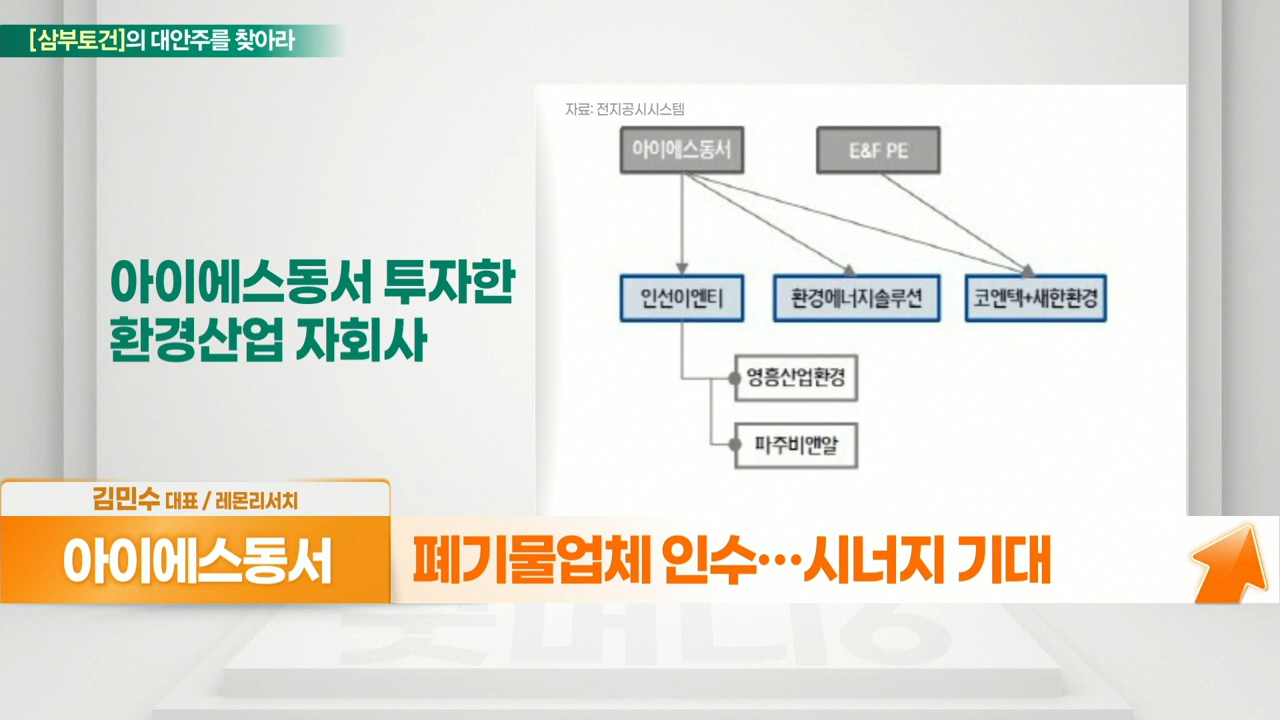 [삼부토건]의 대안주를 찾아라
자료: 전지공시시스템
아이에스동서
E&F PE
아이에스동서 투자한
환경산업 자회사
인선이엔티
환경에너지솔루션
코엔텍+새한환경
영흥산업환경
파주비앤알
김민수 대표 / 레몬리서치
아이에스동서
폐기물업체 인수…시너지 기대